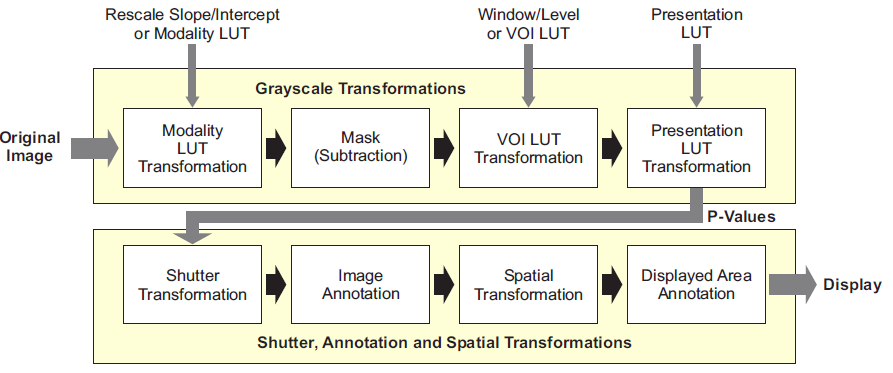 Rescale Slope/Intercept
or Modality LUT
Window/Level
or VOI LUT
Presentation
LUT
Grayscale Transformations
Original
Image
Modality
LUT
Transformation
Mask
(Subtraction)
VOI LUT
Transformation
Presentation
LUT
Transformation
P-Values
Shutter
Transformation
Image
Annotation
Spatial
Transformation
Displayed Area
Annotation
Display
Shutter, Annotation and Spatial Transformations